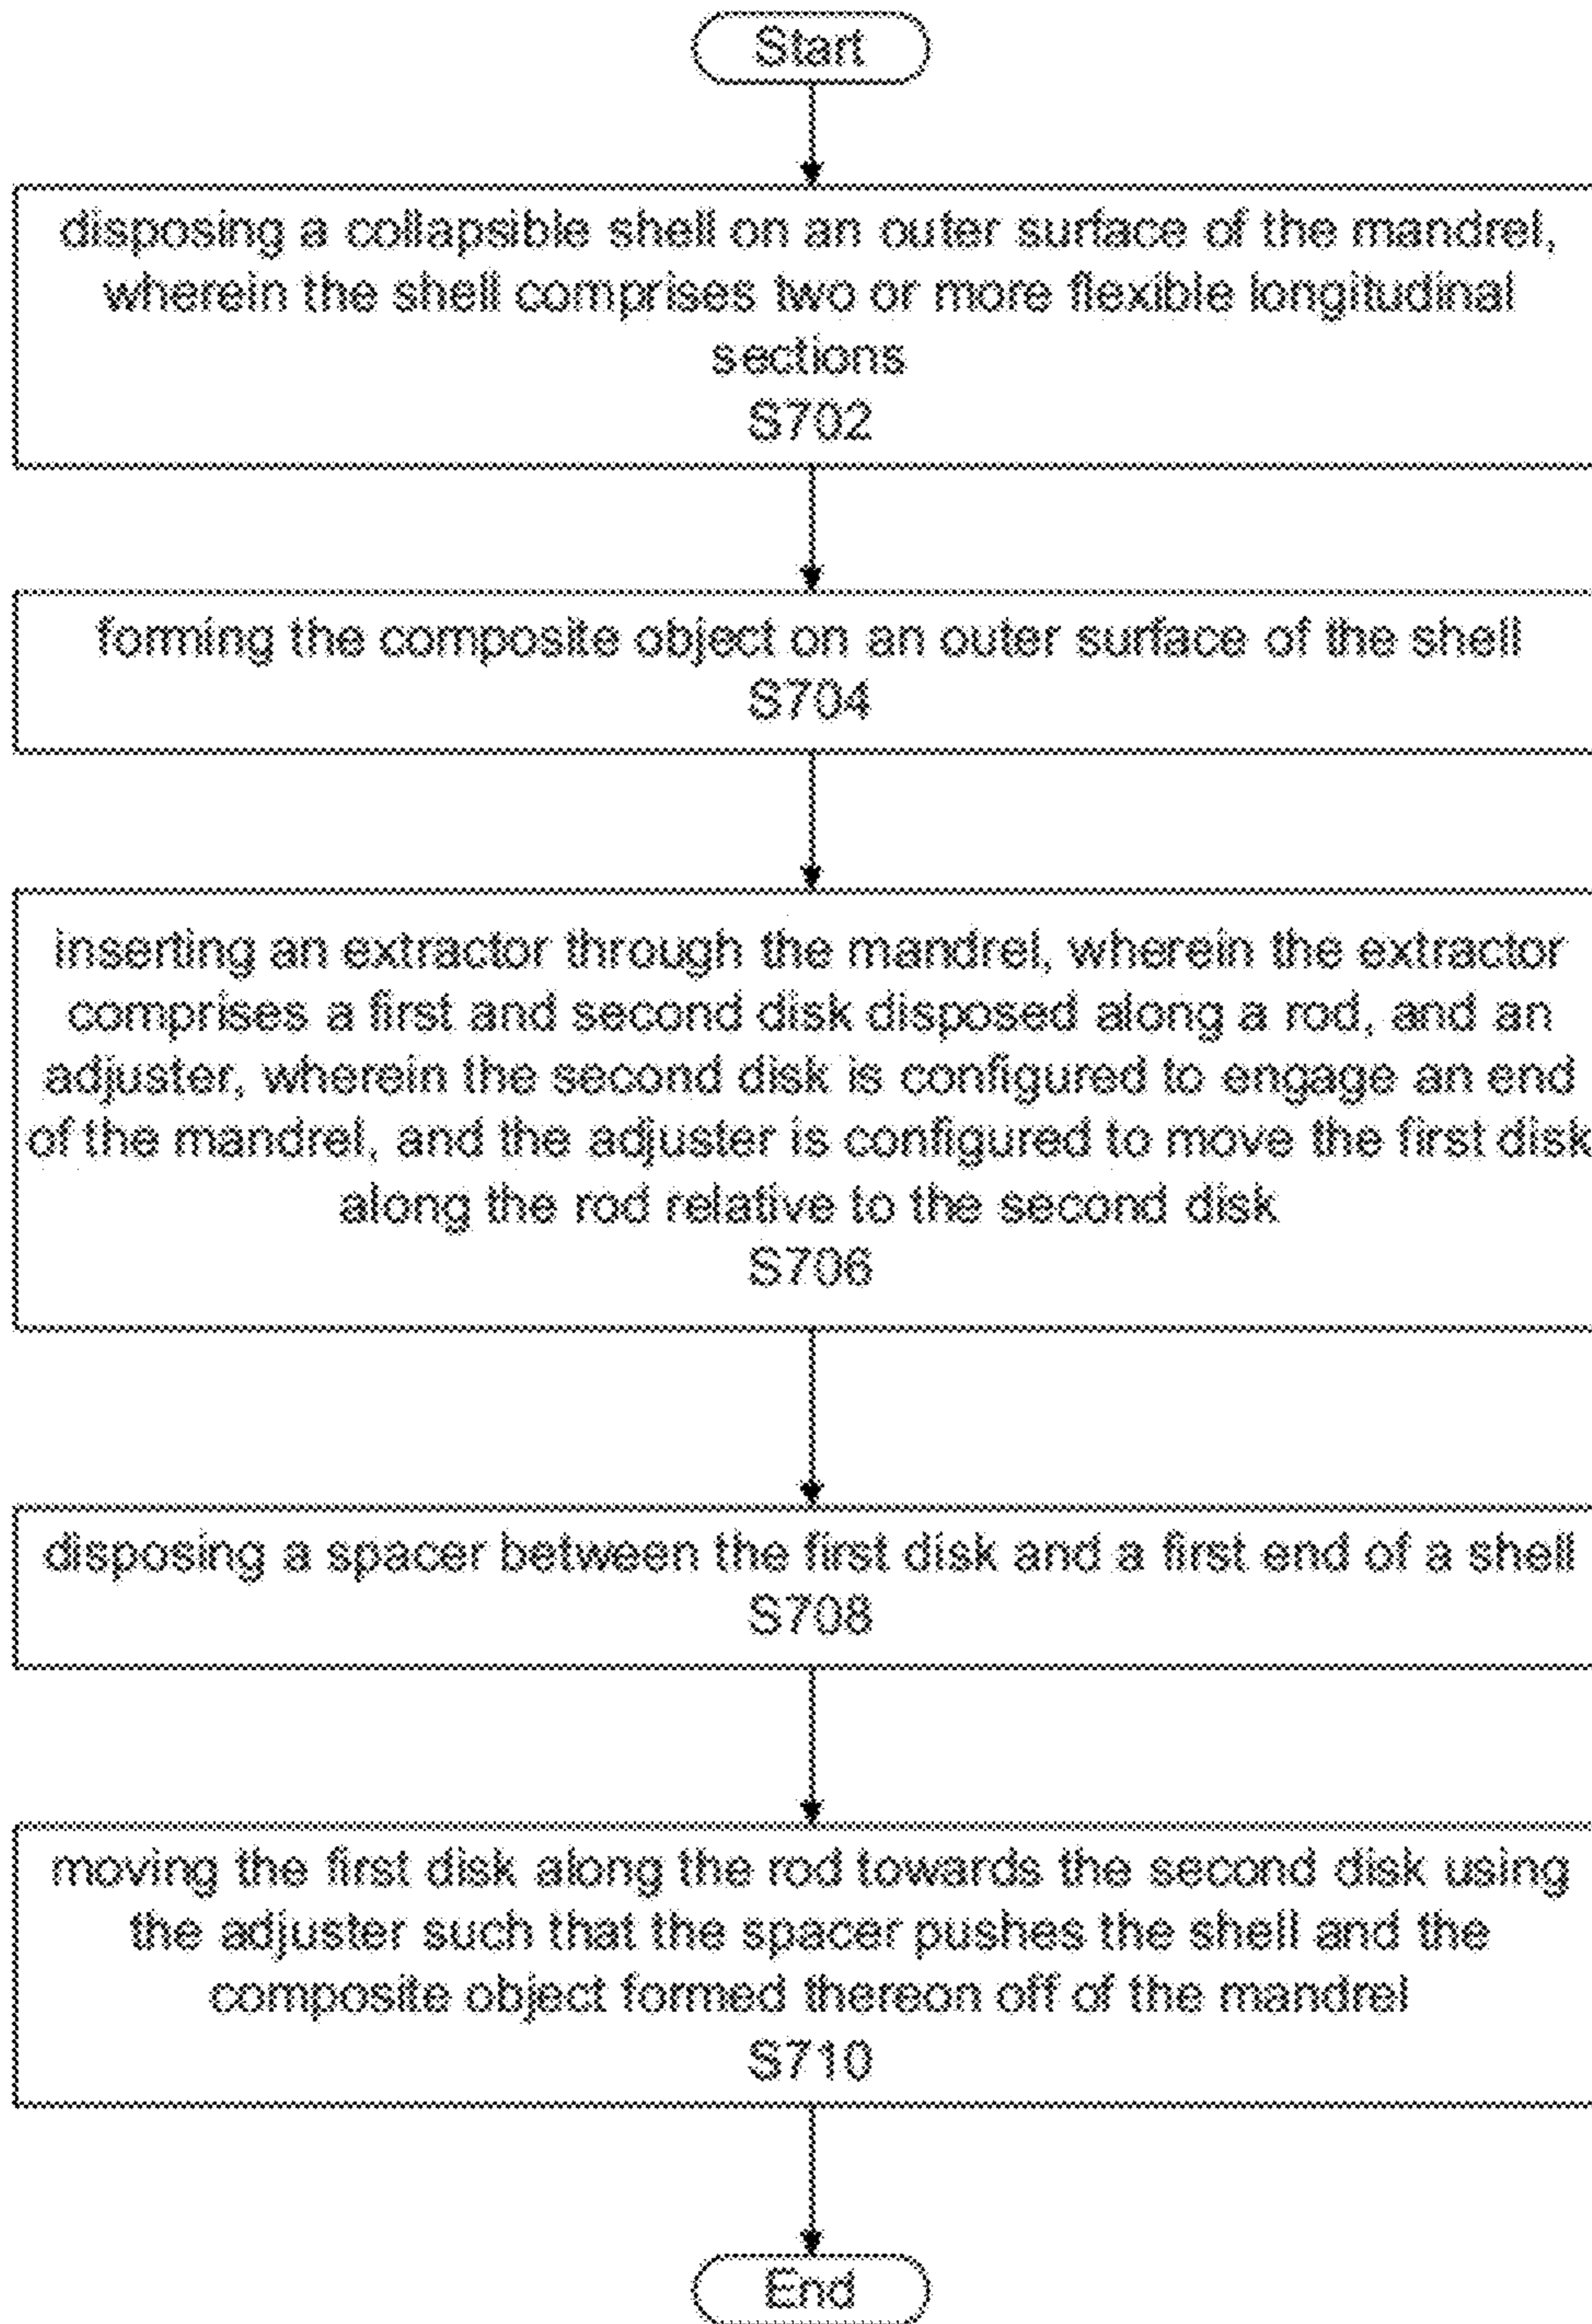 Start
disposing a collapsible shell on an outer surface of the mandrel,
wherein the shell comprises two or more flexible longitudinal
sections
S702
forming the composite object on an outer surface of the shell
S704
inserting an extractor through the mandrel, wherein the extractor
comprises a first and second disk disposed along a rod, and an
adjuster, wherein the second disk is configured to engage an end
of the mandrel, and the adjuster is configured to move the first disk
along the rod relative to the second disk
S706
disposing a spacer between the first disk and a first end of a shell
S708
moving the first disk along the rod towards the second disk using
the adjuster such that the spacer pushes the shell and the
composite object formed thereon off of the mandrel
S710
End